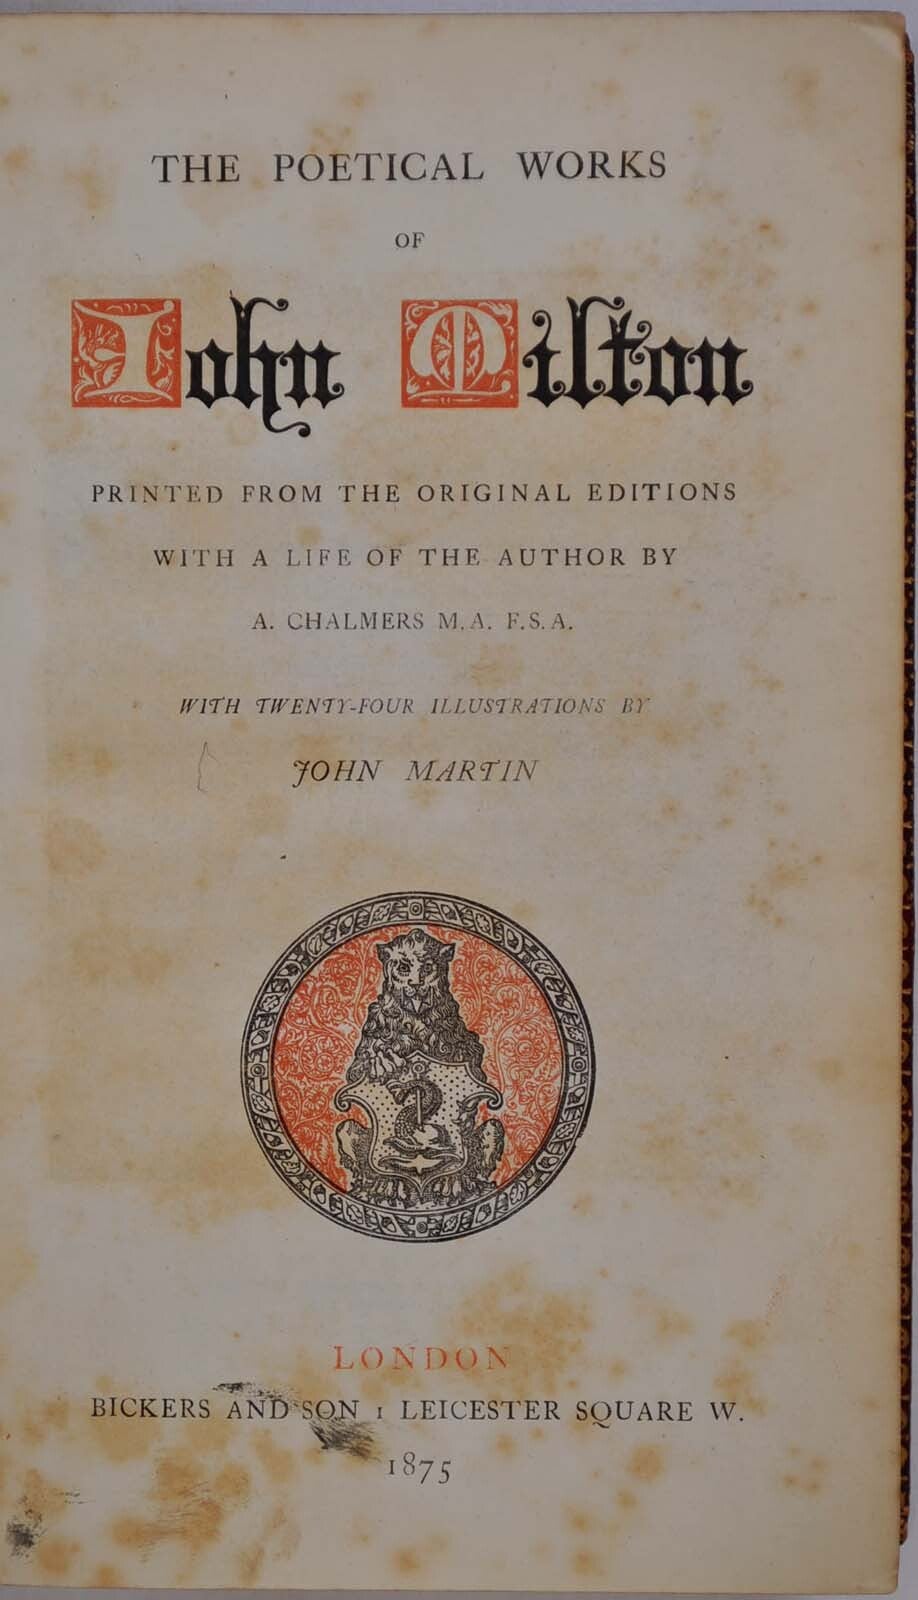 THE POETICAL WORKS
OF
John Milton
PRINTED FROM THE ORIGINAL EDITIONS
WITH A LIFE OF THE AUTHOR BY
A. CHALMERS M.A. F.S.A.
WITH TWENTY-FOUR ILLUSTRATIONS BY
JOHN MARTIN
LONDON
BICKERS AND SON 1 LEICESTER SQUARE W.
1875